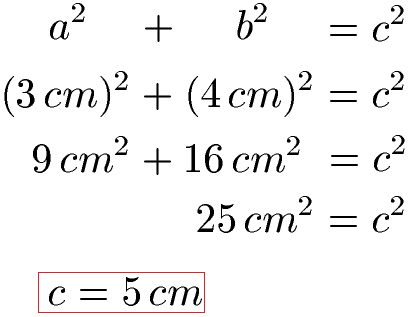 a² + b² = c²
(3 cm)² + (4 cm)² = c²
9 cm² + 16 cm² = c²
25 cm² = c²
c = 5 cm